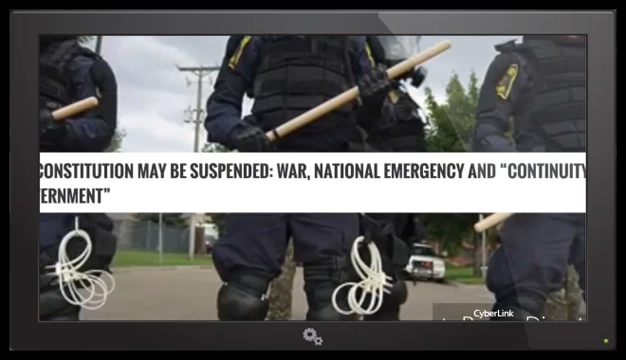 CONSTITUTION MAY BE SUSPENDED: WAR, NATIONAL EMERGENCY AND “CONTINUITY
ERNMENT”
CyberLink